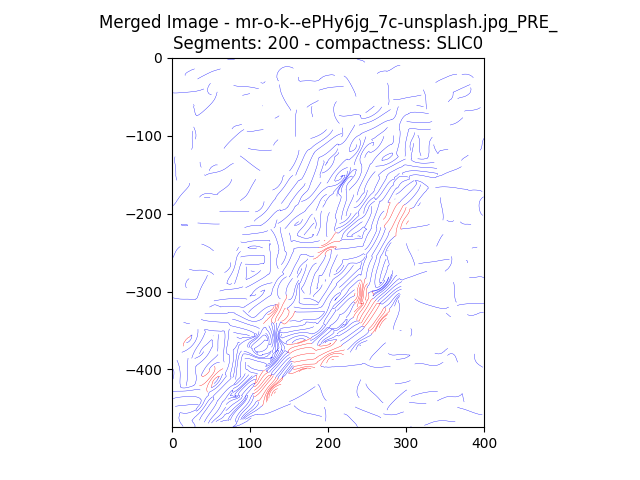 Merged Image - mr-o-k--ePHy6jg_7c-unsplash.jpg_PRE_
Segments: 200 - compactness: SLIC0
0
−100
−200
−300
−400
0 100 200 300 400